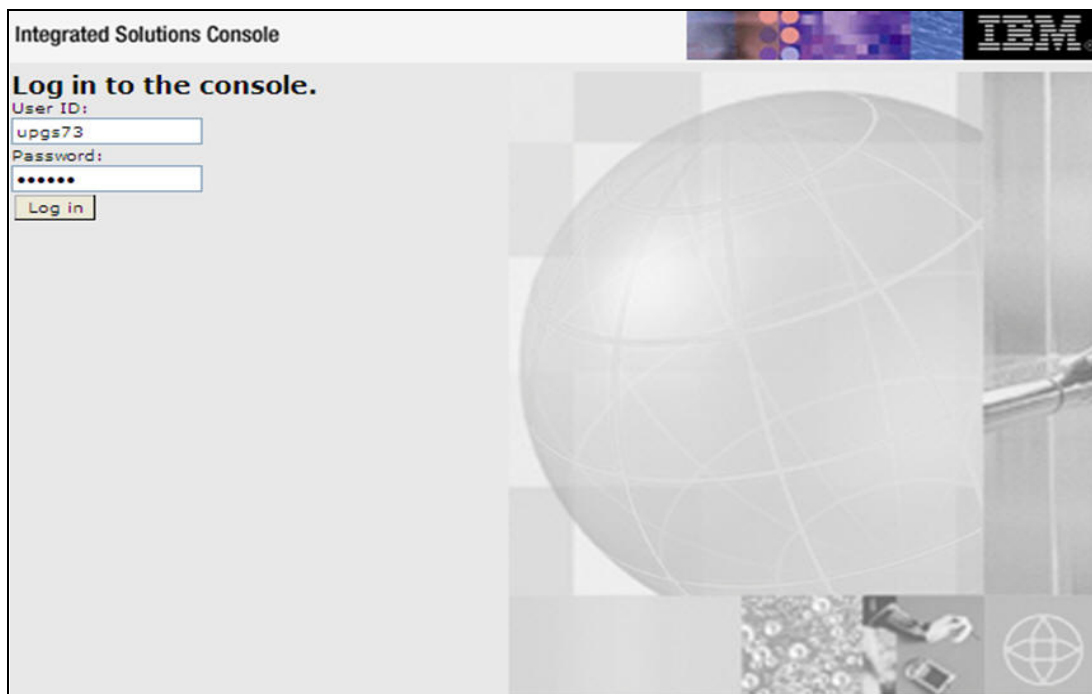 Integrated Solutions Console
IBM®
Log in to the console.
User ID:
upgs73
Password:
••••••
Log in